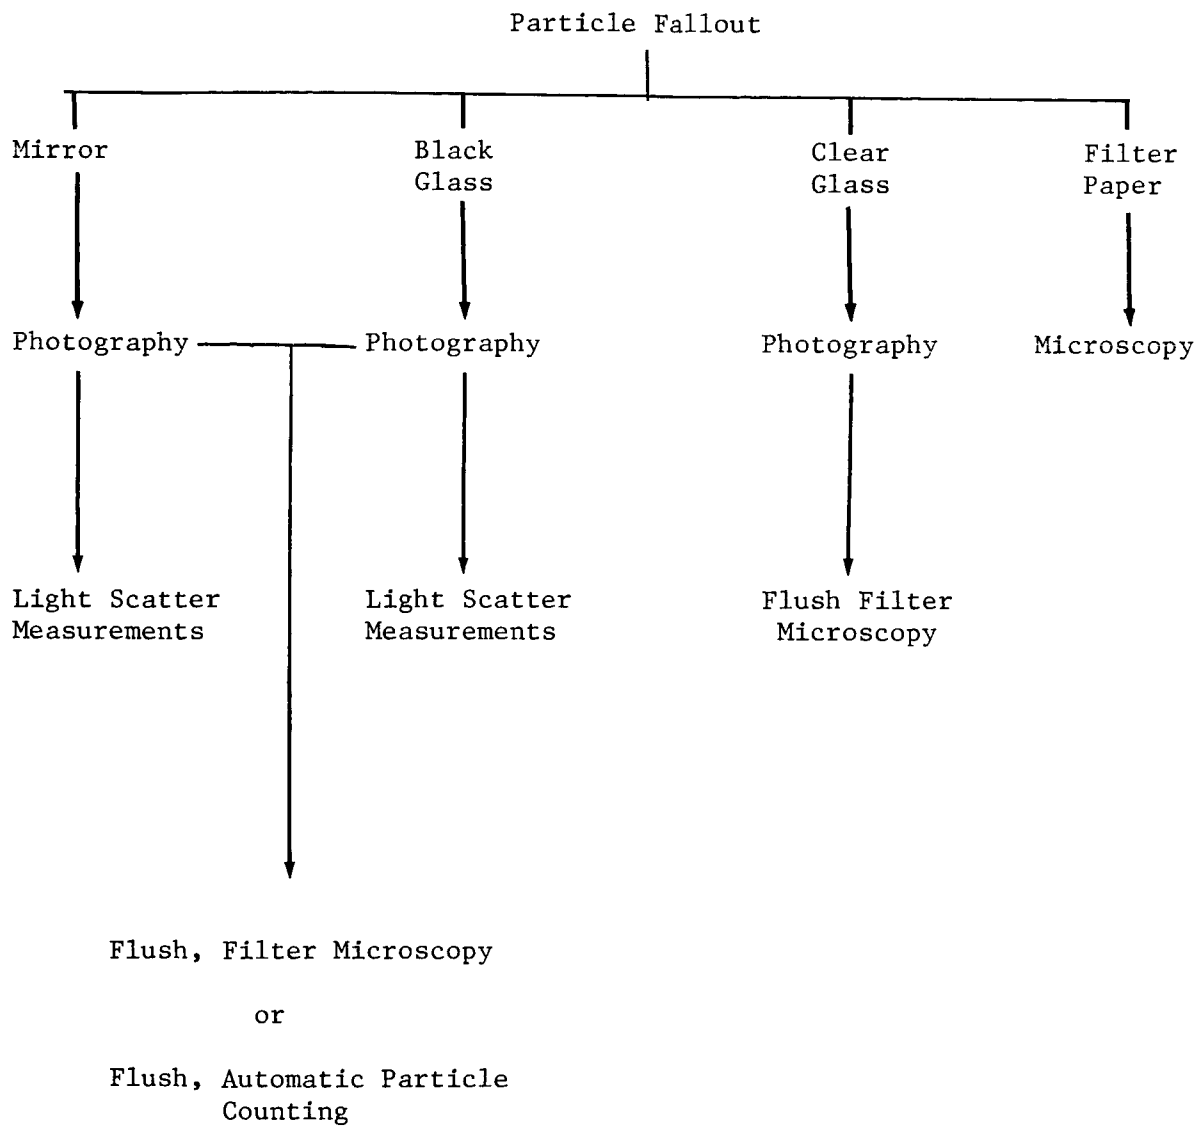 Particle Fallout
Mirror
Black
Glass
Clear
Glass
Filter
Paper
Photography
Photography
Photography
Microscopy
Light Scatter
Measurements
Light Scatter
Measurements
Flush Filter
Microscopy
Flush, Filter Microscopy
or
Flush, Automatic Particle
Counting